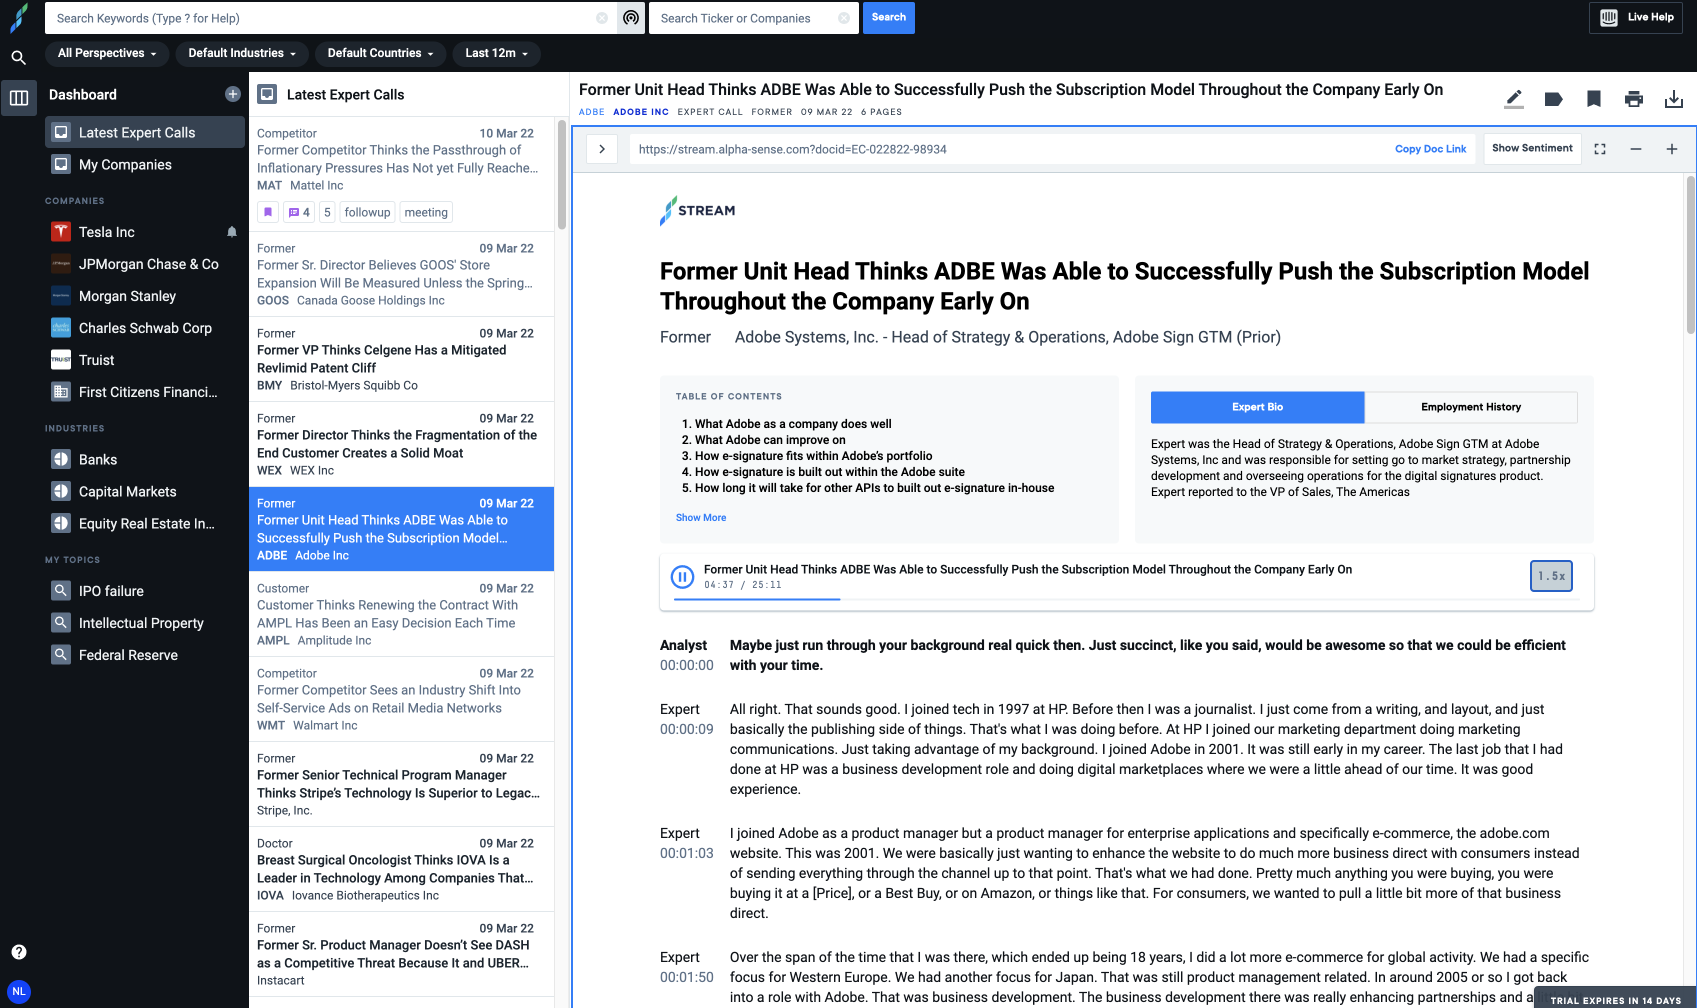 Search Keywords (Type ? for Help)
Search Ticker or Companies
Search
Live Help
All Perspectives
Default Industries
Default Countries
Last 12m
Dashboard
Latest Expert Calls
My Companies
COMPANIES
Tesla Inc
JPMorgan Chase & Co
Morgan Stanley
Charles Schwab Corp
Truist
First Citizens Financi...
INDUSTRIES
Banks
Capital Markets
Equity Real Estate In...
MY TOPICS
IPO failure
Intellectual Property
Federal Reserve
?
NL
Latest Expert Calls
Competitor 10 Mar 22
Former Competitor Thinks the Passthrough of
Inflationary Pressures Has Not yet Fully Reache...
MAT Mattel Inc
4 5 followup meeting
Former 09 Mar 22
Former Sr. Director Believes GOOS' Store
Expansion Will Be Measured Unless the Spring...
GOOS Canada Goose Holdings Inc
Former 09 Mar 22
Former VP Thinks Celgene Has a Mitigated
Revlimid Patent Cliff
BMY Bristol-Myers Squibb Co
Former 09 Mar 22
Former Director Thinks the Fragmentation of the
End Customer Creates a Solid Moat
WEX WEX Inc
Former 09 Mar 22
Former Unit Head Thinks ADBE Was Able to
Successfully Push the Subscription Model...
ADBE Adobe Inc
Customer 09 Mar 22
Customer Thinks Renewing the Contract With
AMPL Has Been an Easy Decision Each Time
AMPL Amplitude Inc
Competitor 09 Mar 22
Former Competitor Sees an Industry Shift Into
Self-Service Ads on Retail Media Networks
WMT Walmart Inc
Former 09 Mar 22
Former Senior Technical Program Manager
Thinks Stripe's Technology Is Superior to Legac...
Stripe, Inc.
Doctor 09 Mar 22
Breast Surgical Oncologist Thinks IOVA Is a
Leader in Technology Among Companies That...
IOVA Iovance Biotherapeutics Inc
Former 09 Mar 22
Former Sr. Product Manager Doesn't See DASH
as a Competitive Threat Because It and UBER...
Instacart
Former Unit Head Thinks ADBE Was Able to Successfully Push the Subscription Model Throughout the Company Early On
ADBE ADOBE INC EXPERT CALL FORMER 09 MAR 22 6 PAGES
https://stream.alpha-sense.com?docid=EC-022822-98934
Copy Doc Link
Show Sentiment
STREAM
Former Unit Head Thinks ADBE Was Able to Successfully Push the Subscription Model
Throughout the Company Early On
Former Adobe Systems, Inc. - Head of Strategy & Operations, Adobe Sign GTM (Prior)
TABLE OF CONTENTS
1. What Adobe as a company does well
2. What Adobe can improve on
3. How e-signature fits within Adobe's portfolio
4. How e-signature is built out within the Adobe suite
5. How long it will take for other APIs to built out e-signature in-house
Show More
Expert Bio
Employment History
Expert was the Head of Strategy & Operations, Adobe Sign GTM at Adobe
Systems, Inc and was responsible for setting go to market strategy, partnership
development and overseeing operations for the digital signatures product.
Expert reported to the VP of Sales, The Americas
Former Unit Head Thinks ADBE Was Able to Successfully Push the Subscription Model Throughout the Company Early On
04:37 / 25:11
1.5x
Analyst Maybe just run through your background real quick then. Just succinct, like you said, would be awesome so that we could be efficient
00:00:00 with your time.
Expert All right. That sounds good. I joined tech in 1997 at HP. Before then I was a journalist. I just come from a writing, and layout, and just
00:00:09 basically the publishing side of things. That's what I was doing before. At HP I joined our marketing department doing marketing
communications. Just taking advantage of my background. I joined Adobe in 2001. It was still early in my career. The last job that I had
done at HP was a business development role and doing digital marketplaces where we were a little ahead of our time. It was good
experience.
Expert I joined Adobe as a product manager but a product manager for enterprise applications and specifically e-commerce, the adobe.com
00:01:03 website. This was 2001. We were basically just wanting to enhance the website to do much more business direct with consumers instead
of sending everything through the channel up to that point. That's what we had done. Pretty much anything you were buying, you were
buying it at a [Price], or a Best Buy, or on Amazon, or things like that. For consumers, we wanted to pull a little bit more of that business
direct.
Expert Over the span of the time that I was there, which ended up being 18 years, I did a lot more e-commerce for global activity. We had a specific
00:01:50 focus for Western Europe. We had another focus for Japan. That was still product management related. In around 2005 or so I got back
into a role with Adobe. That was business development. The business development there was really enhancing partnerships and a
TRIAL EXPIRES IN 14 DAYS